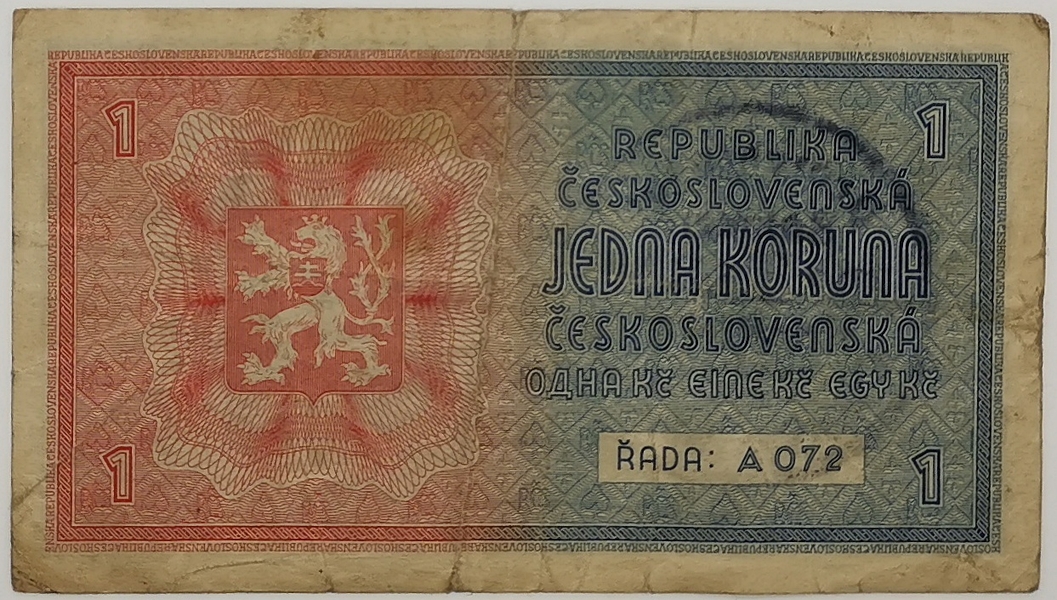 1
1
REPUBLIKA
ČESKOSLOVENSKÁ
JEDNA KORUNA
ČESKOSLOVENSKÁ
ОДНА Kč EINE Kč EGY Kč
ŘADA: A 072
1
1